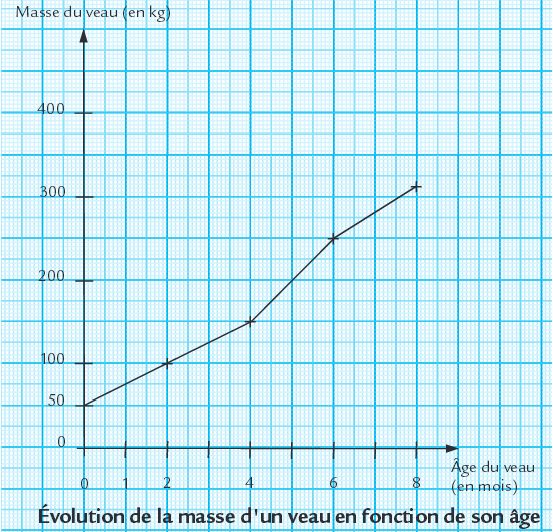 Masse du veau (en kg)
400
300
200
100
50
0
0 2 4 6 8
Âge du veau
(en mois)
Évolution de la masse d'un veau en fonction de son âge